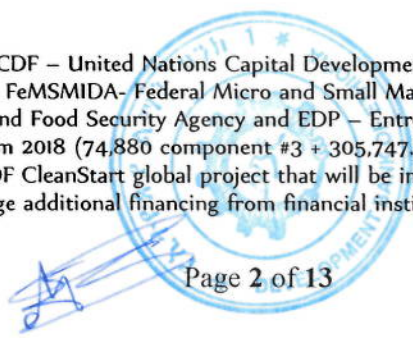 CDF – United Nations Capital Developme
FeMSMIDA- Federal Micro and Small Ma
nd Food Security Agency and EDP – Entr
m 2018 (74,880 component #3 + 305,747.
DF CleanStart global project that will be in
ge additional financing from financial instit
Page 2 of 13
DEVELOPMENT